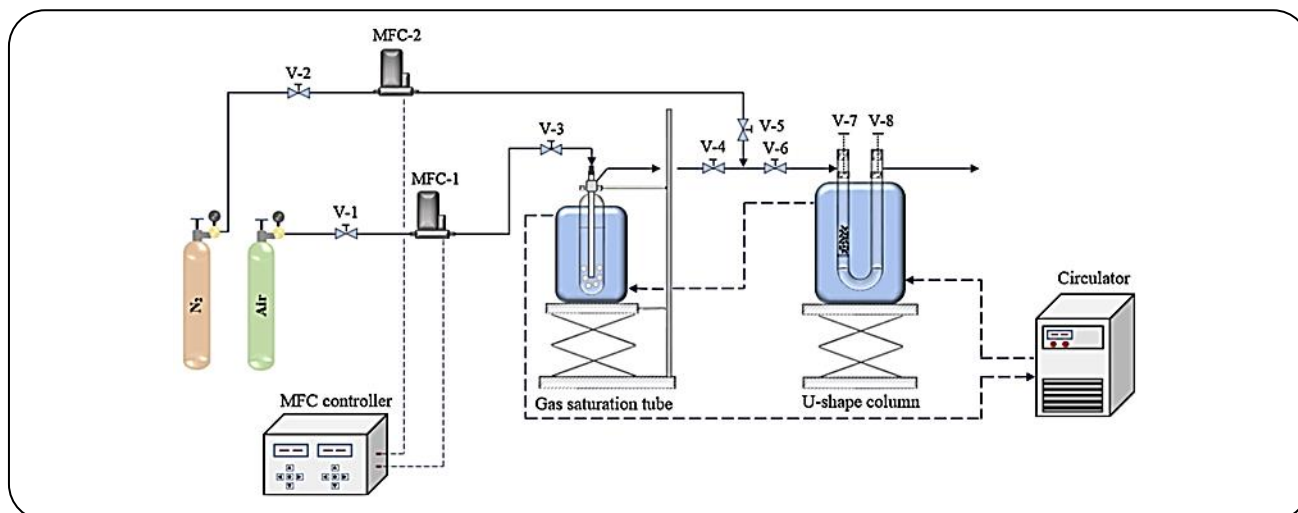 MFC-2
V-2
V-3
V-5
V-7
V-8
V-4
V-6
MFC-1
V-1
N₂
Air
Circulator
MFC controller
Gas saturation tube
U-shape column